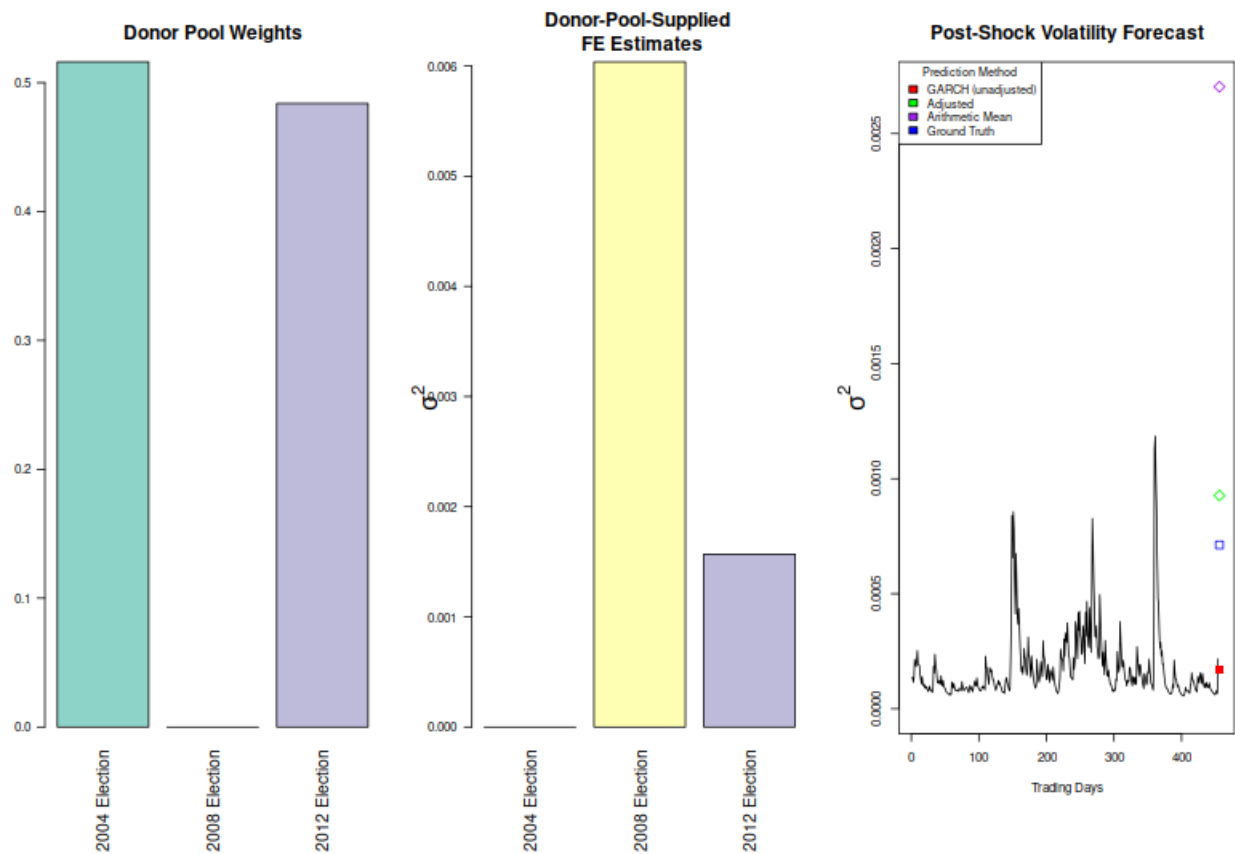 Donor Pool Weights
0.5
0.4
0.3
0.2
0.1
0.0
2004 Election
2008 Election
2012 Election
Donor-Pool-Supplied
FE Estimates
σ²
0.006
0.005
0.004
0.003
0.002
0.001
0.000
2004 Election
2008 Election
2012 Election
Post-Shock Volatility Forecast
Prediction Method
GARCH (unadjusted)
Adjusted
Arithmetic Mean
Ground Truth
σ²
0.0025
0.0020
0.0015
0.0010
0.0005
0.0000
0
100
200
300
400
Trading Days